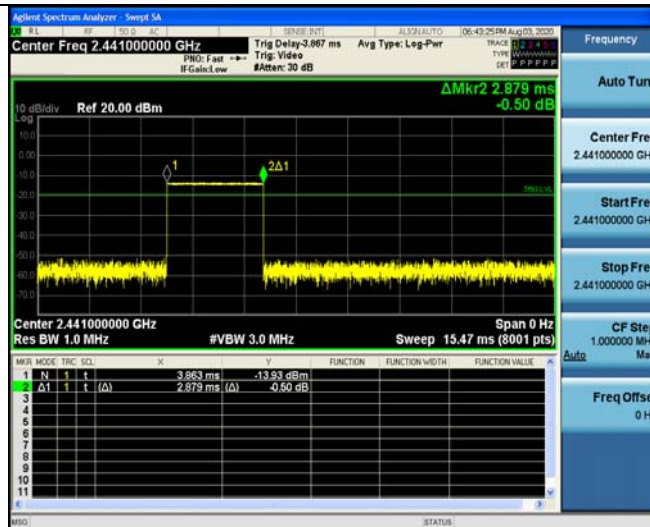 Agilent Spectrum Analyzer - Swept SA
RL RF 50 Ω AC SENSE:INT ALIGNAUTO 06:43:25 PM Aug 03, 2020
Center Freq 2.441000000 GHz
PNO: Fast
IFGain:Low
Trig Delay-3.867 ms
Trig: Video
#Atten: 30 dB
Avg Type: Log-Pwr
TRACE 1 2 3 4 5 6
TYPE
DET P P P P P P
ΔMkr2 2.879 ms
-0.50 dB
10 dB/div Ref 20.00 dBm
Log
10.0
0.00
-10.0
-20.0
-30.0
-40.0
-50.0
-60.0
-70.0
1
2Δ1
TRIG LVL
Center 2.441000000 GHz Span 0 Hz
Res BW 1.0 MHz #VBW 3.0 MHz Sweep 15.47 ms (8001 pts)
MKR MODE TRC SCL X Y FUNCTION FUNCTION WIDTH FUNCTION VALUE
1 N 1 t 3.863 ms -13.93 dBm
2 Δ1 1 t (Δ) 2.879 ms (Δ) -0.50 dB
3
4
5
6
7
8
9
10
11
MSG STATUS
Frequency
Auto Tun
Center Fre
2.441000000 GH
Start Fre
2.441000000 GH
Stop Fre
2.441000000 GH
CF Ste
1.000000 MH
Auto Ma
Freq Offse
0 H